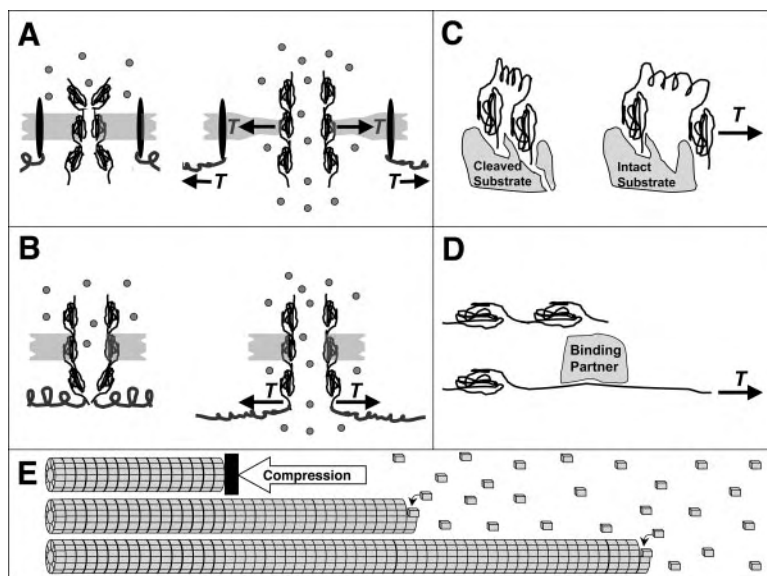 A
T
T
T
T
C
Cleaved
Substrate
Intact
Substrate
T
B
T
T
D
Binding
Partner
T
E
Compression